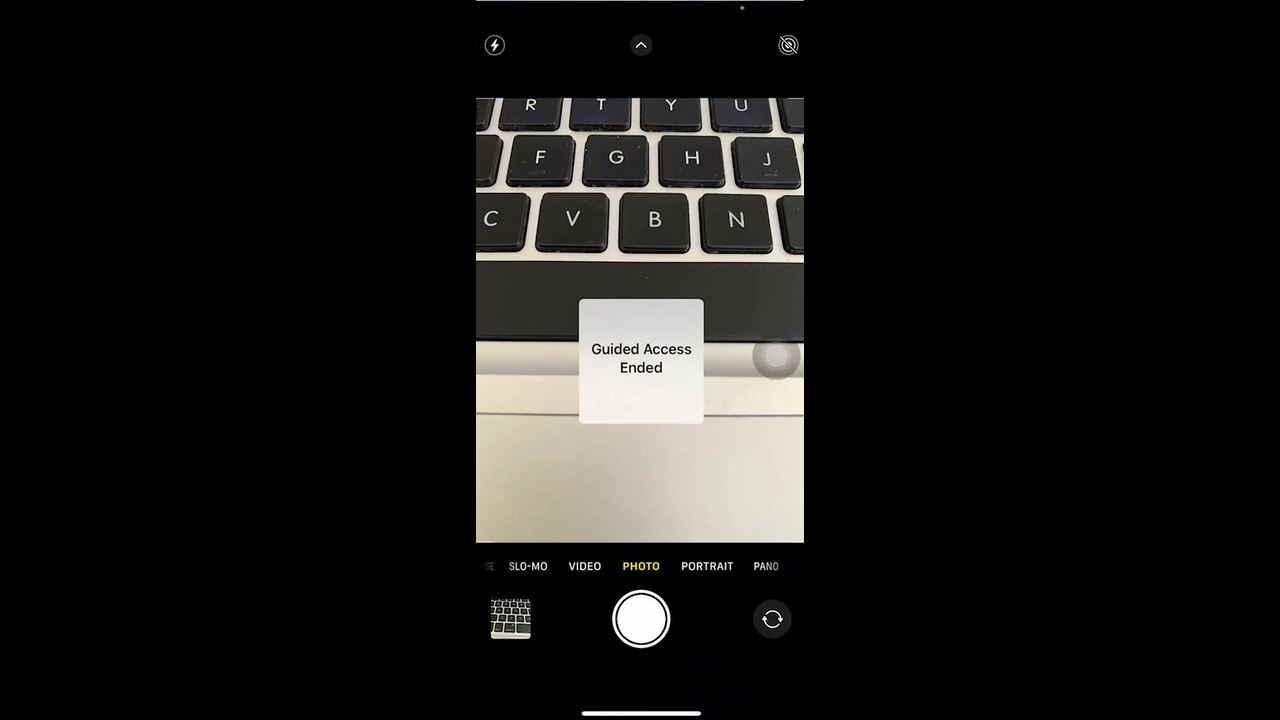 R T Y U
F G H J
C V B N
Guided Access
Ended
SLO-MO VIDEO PHOTO PORTRAIT PANO